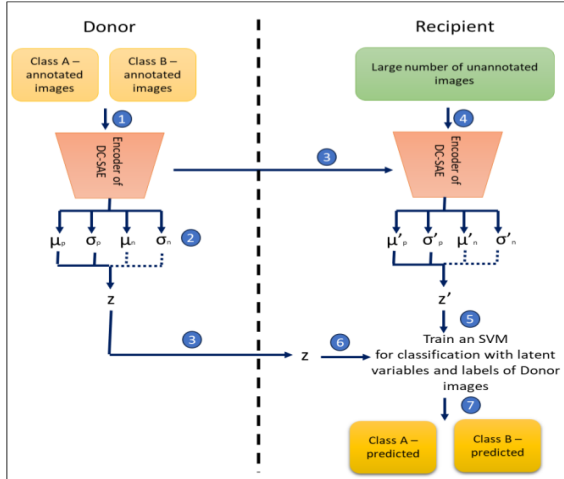 Donor
Recipient
Class A –
annotated
images
Class B –
annotated
images
Large number of unannotated
images
1
4
Encoder of
DC-SAE
3
Encoder of
DC-SAE
μp σp μn σn
2
μ'p σ'p μ'n σ'n
z
z'
5
3
z
6
Train an SVM
for classification with latent
variables and labels of Donor
images
7
Class A –
predicted
Class B –
predicted